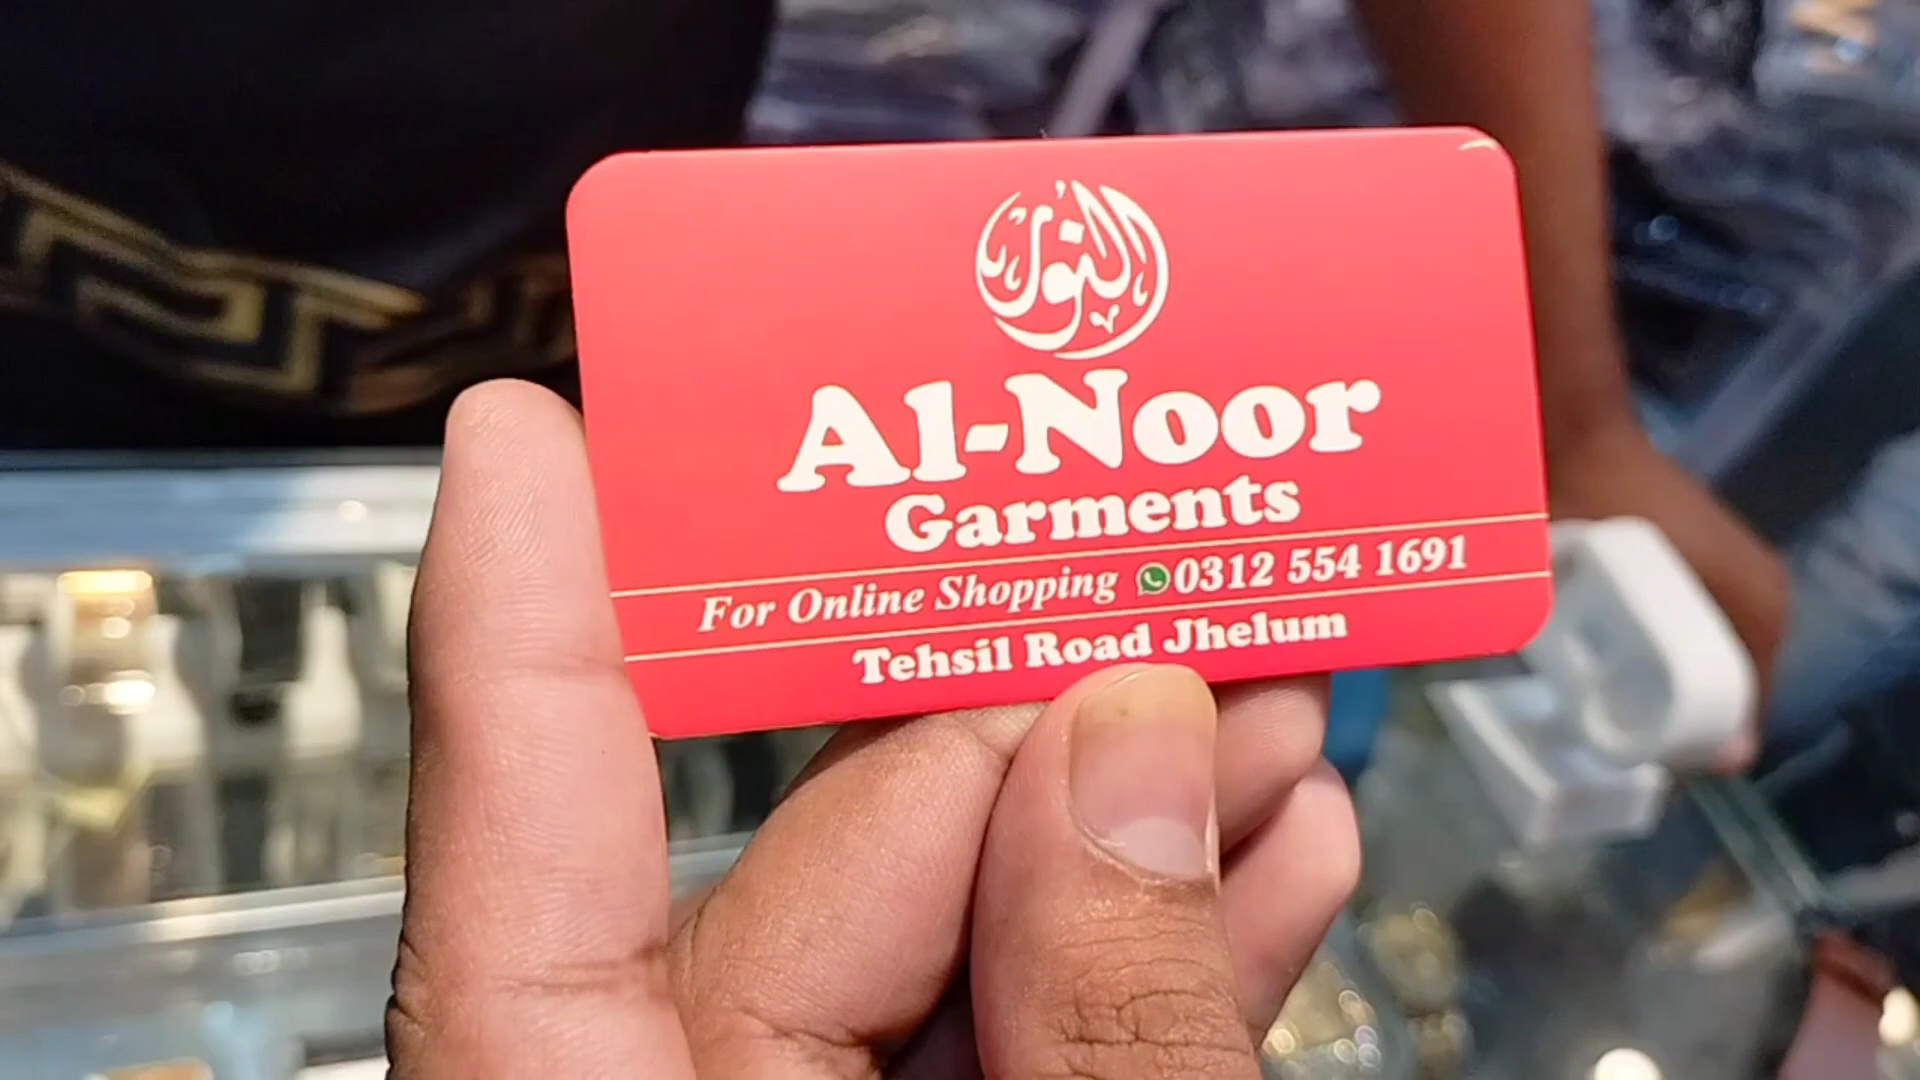 النور
Al-Noor
Garments
For Online Shopping 0312 554 1691
Tehsil Road Jhelum